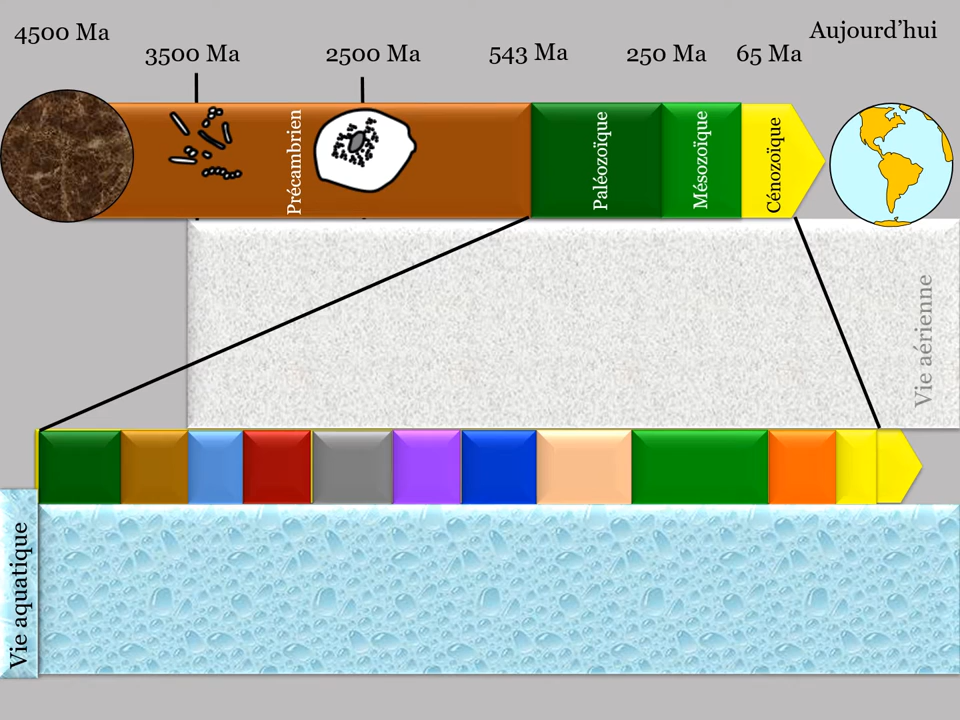 4500 Ma
3500 Ma
2500 Ma
543 Ma
250 Ma
65 Ma
Aujourd’hui
Précambrien
Paléozoïque
Mésozoïque
Cénozoïque
Vie aérienne
Vie aquatique